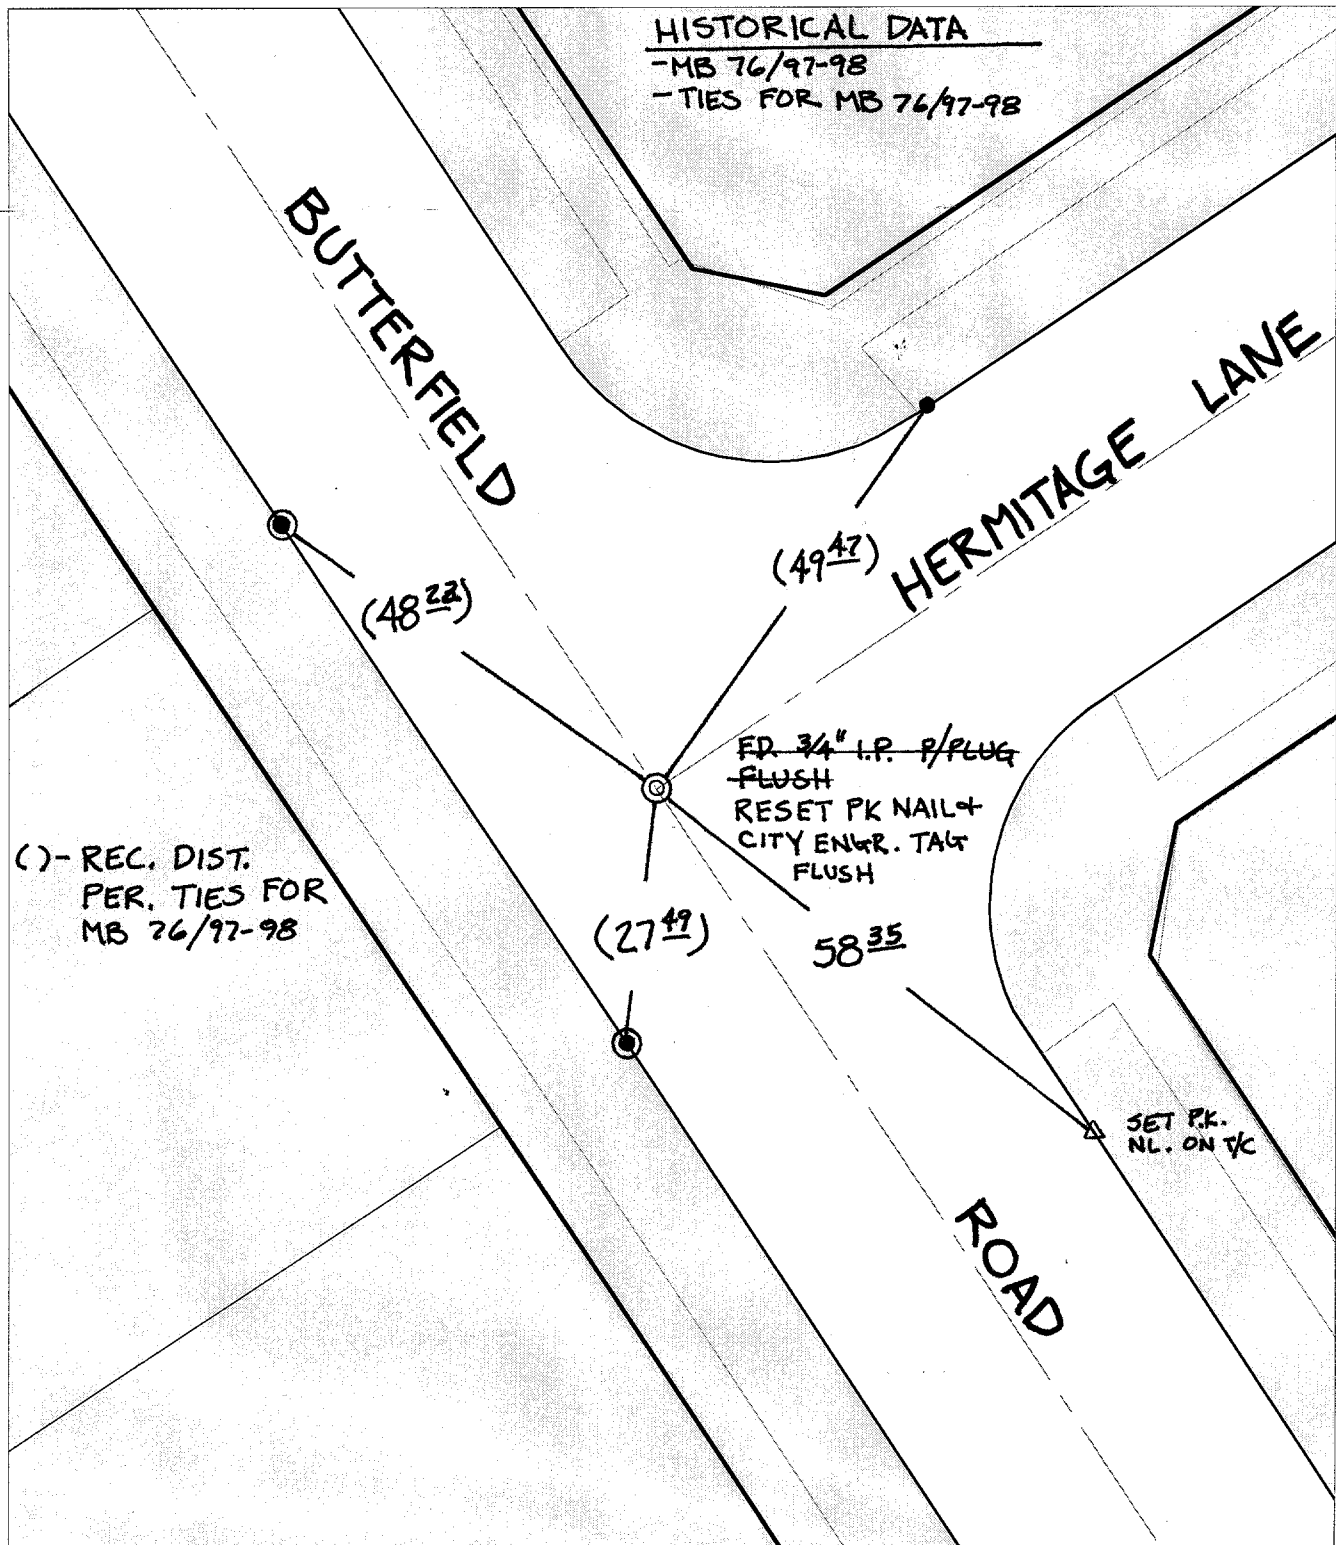 HISTORICAL DATA
-MB 76/97-98
-TIES FOR MB 76/97-98
BUTTERFIELD
HERMITAGE LANE
(49 47)
(48 22)
FD. 3/4" I.P. P/PLUG
FLUSH
RESET PK NAIL &
CITY ENGR. TAG
FLUSH
()- REC. DIST.
PER. TIES FOR
MB 76/97-98
(27 49)
58 35
SET P.K.
NL. ON T/C
ROAD